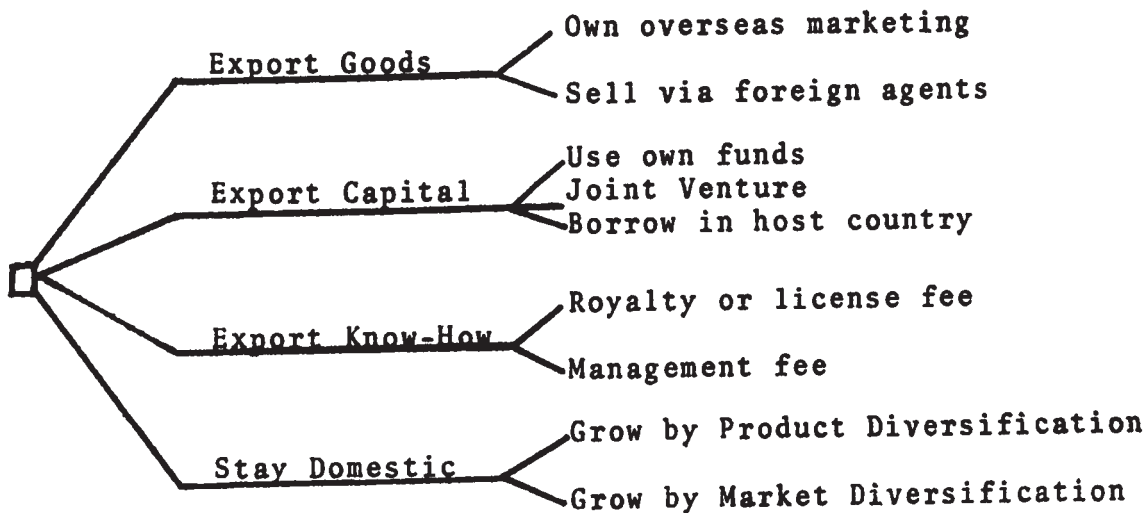 Export Goods
Own overseas marketing
Sell via foreign agents
Export Capital
Use own funds
Joint Venture
Borrow in host country
Export Know-How
Royalty or license fee
Management fee
Stay Domestic
Grow by Product Diversification
Grow by Market Diversification